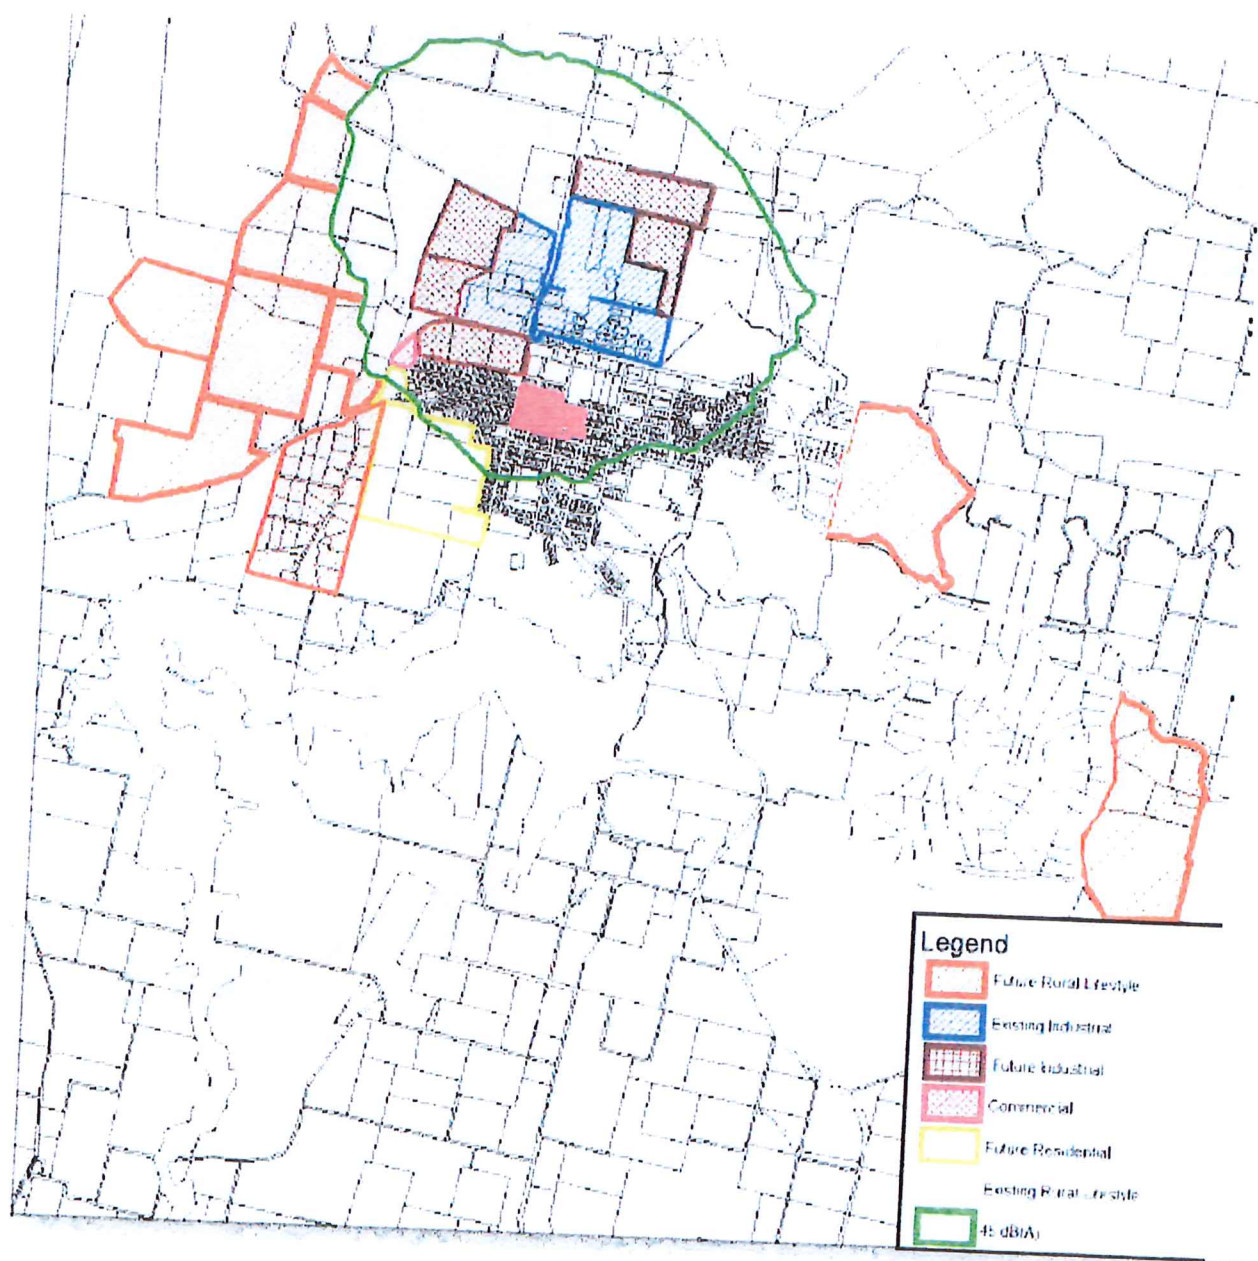 Legend
Future Rural Lifestyle
Existing Industrial
Future Industrial
Commercial
Future Residential
Existing Rural Lifestyle
45 dB(A)